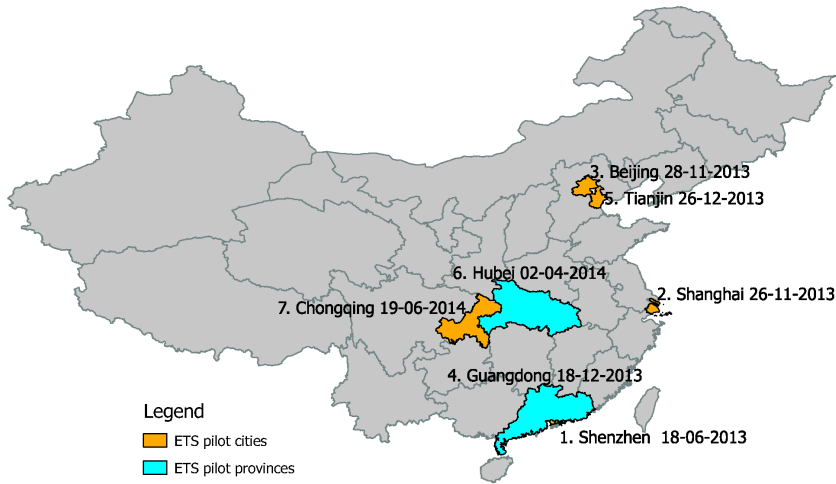 3. Beijing 28-11-2013
5. Tianjin 26-12-2013
6. Hubei 02-04-2014
2. Shanghai 26-11-2013
7. Chongqing 19-06-2014
4. Guangdong 18-12-2013
1. Shenzhen 18-06-2013
Legend
ETS pilot cities
ETS pilot provinces